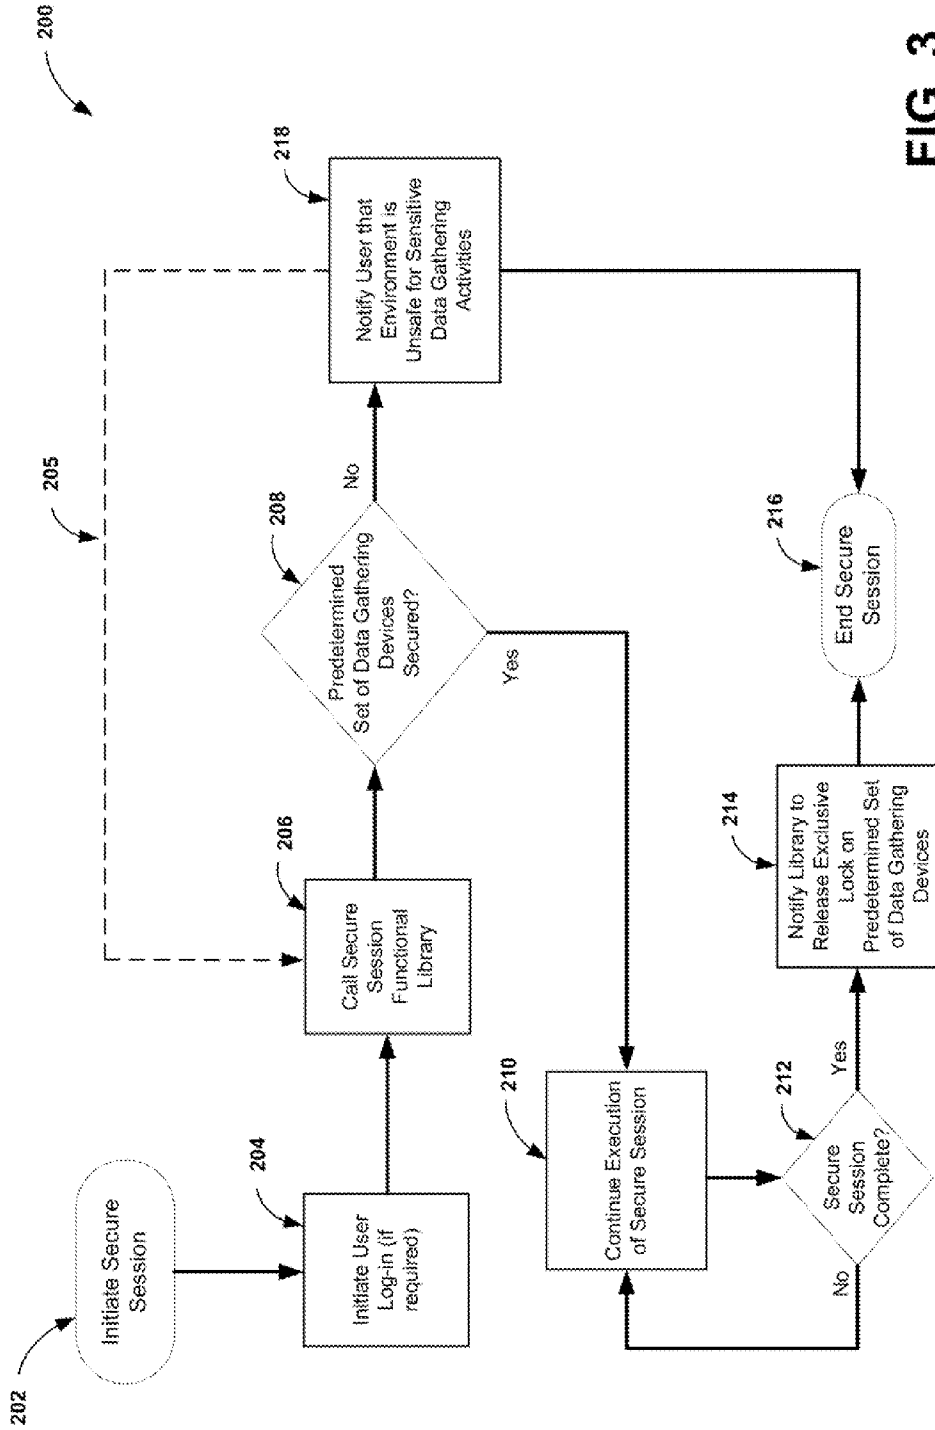 200
202
Initiate Secure
Session
204
Initiate User
Log-in (if
required)
205
206
Call Secure
Session
Functional
Library
208
Predetermined
Set of Data Gathering
Devices
Secured?
No
218
Notify User that
Environment is
Unsafe for Sensitive
Data Gathering
Activities
Yes
210
Continue Execution
of Secure Session
212
Secure
Session
Complete?
No
Yes
214
Notify Library to
Release Exclusive
Lock on
Predetermined Set
of Data Gathering
Devices
216
End Secure
Session
FIG. 3